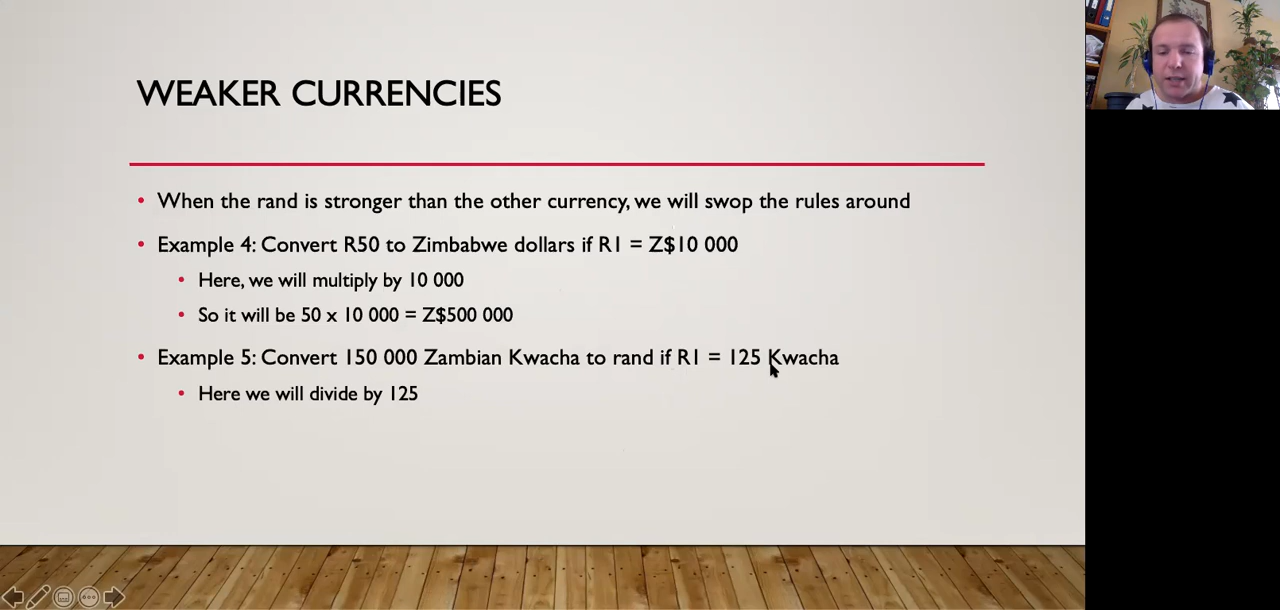 WEAKER CURRENCIES
• When the rand is stronger than the other currency, we will swop the rules around
• Example 4: Convert R50 to Zimbabwe dollars if R1 = Z$10 000
• Here, we will multiply by 10 000
• So it will be 50 x 10 000 = Z$500 000
• Example 5: Convert 150 000 Zambian Kwacha to rand if R1 = 125 Kwacha
• Here we will divide by 125